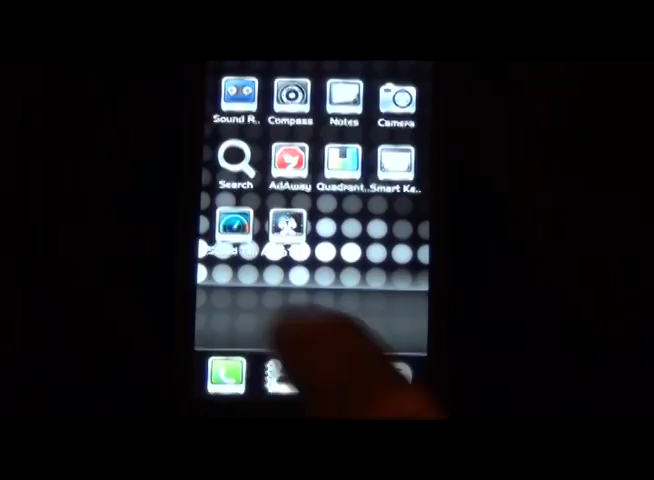 Sound R..
Compass
Notes
Camera
Search
AdAway
Quadrant..
Smart Ke..